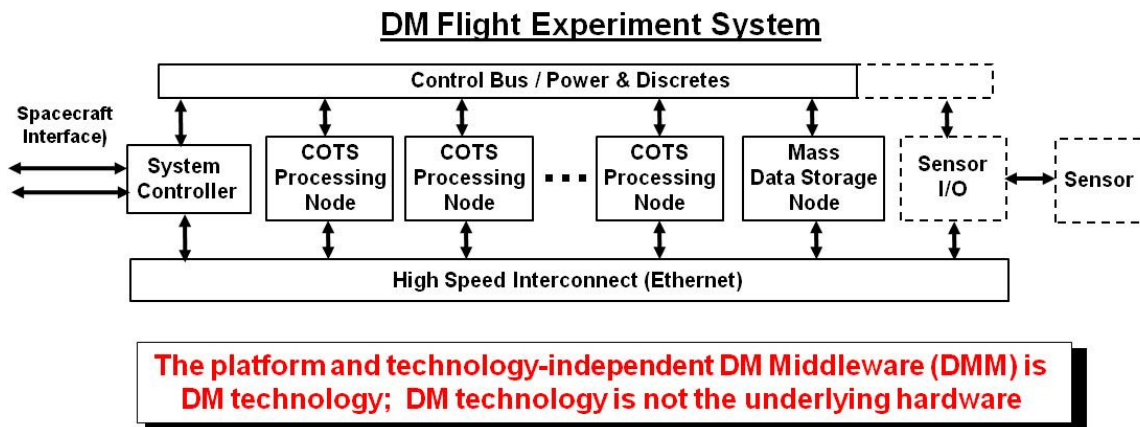 DM Flight Experiment System
Control Bus / Power & Discretes
Spacecraft
Interface)
System
Controller
COTS
Processing
Node
COTS
Processing
Node
COTS
Processing
Node
Mass
Data Storage
Node
Sensor
I/O
Sensor
High Speed Interconnect (Ethernet)
The platform and technology-independent DM Middleware (DMM) is
DM technology; DM technology is not the underlying hardware